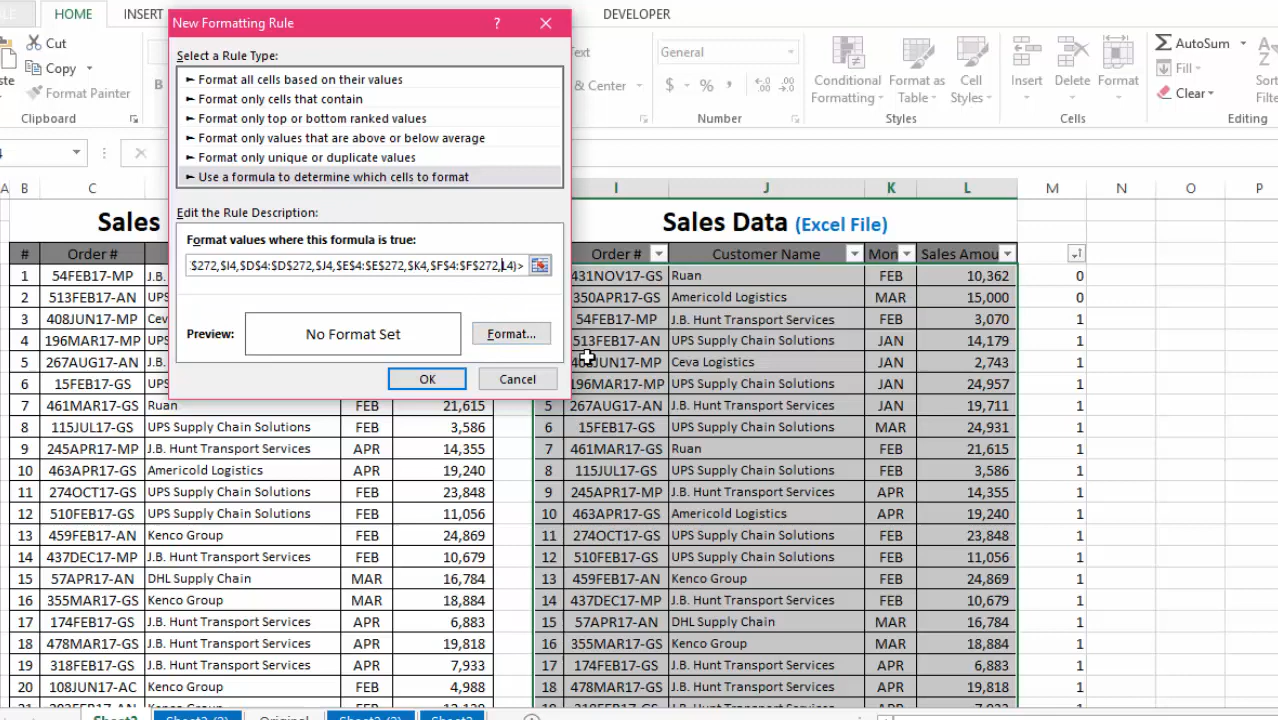 HOME INSERT DEVELOPER
New Formatting Rule ?
Cut
Copy
Format Painter
Clipboard
Text
& Center
General
$ % ,
Number
Conditional Formatting
Format as Table
Cell Styles
Styles
Insert Delete Format
Cells
AutoSum
Fill
Clear
Editing
Select a Rule Type:
► Format all cells based on their values
► Format only cells that contain
► Format only top or bottom ranked values
► Format only values that are above or below average
► Format only unique or duplicate values
► Use a formula to determine which cells to format
Edit the Rule Description:
Format values where this formula is true:
$272,$I4,$D$4:$D$272,$J4,$E$4:$E$272,$K4,$F$4:$F$272,L4)>
Preview: No Format Set Format...
OK Cancel
A B C I J K L M N O P
Sales Sales Data (Excel File)
# Order # Order # Customer Name Mon Sales Amou
1 54FEB17-MP J.B. 431NOV17-GS Ruan FEB 10,362 0
2 513FEB17-AN UPS 350APR17-GS Americold Logistics MAR 15,000 0
3 408JUN17-MP Cev 54FEB17-MP J.B. Hunt Transport Services FEB 3,070 1
4 196MAR17-MP UPS 513FEB17-AN UPS Supply Chain Solutions JAN 14,179 1
5 267AUG17-AN J.B. Ceva Logistics JAN 2,743 1
6 15FEB17-GS UPS 196MAR17-MP UPS Supply Chain Solutions JAN 24,957 1
7 461MAR17-GS Ruan FEB 21,615 5 267AUG17-AN J.B. Hunt Transport Services JAN 19,711 1
8 115JUL17-GS UPS Supply Chain Solutions FEB 3,586 6 15FEB17-GS UPS Supply Chain Solutions MAR 24,931 1
9 245APR17-MP J.B. Hunt Transport Services APR 14,355 7 461MAR17-GS Ruan FEB 21,615 1
10 463APR17-GS Americold Logistics APR 19,240 8 115JUL17-GS UPS Supply Chain Solutions FEB 3,586 1
11 274OCT17-GS UPS Supply Chain Solutions FEB 23,848 9 245APR17-MP J.B. Hunt Transport Services APR 14,355 1
12 510FEB17-GS UPS Supply Chain Solutions FEB 11,056 10 463APR17-GS Americold Logistics APR 19,240 1
13 459FEB17-AN Kenco Group FEB 24,869 11 274OCT17-GS UPS Supply Chain Solutions FEB 23,848 1
14 437DEC17-MP J.B. Hunt Transport Services FEB 10,679 12 510FEB17-GS UPS Supply Chain Solutions FEB 11,056 1
15 57APR17-AN DHL Supply Chain MAR 16,784 13 459FEB17-AN Kenco Group FEB 24,869 1
16 355MAR17-GS Kenco Group MAR 18,884 14 437DEC17-MP J.B. Hunt Transport Services FEB 10,679 1
17 174FEB17-GS J.B. Hunt Transport Services APR 6,883 15 57APR17-AN DHL Supply Chain MAR 16,784 1
18 478MAR17-GS J.B. Hunt Transport Services APR 19,818 16 355MAR17-GS Kenco Group MAR 18,884 1
19 318FEB17-GS J.B. Hunt Transport Services APR 7,933 17 174FEB17-GS J.B. Hunt Transport Services APR 6,883 1
20 108JUN17-AC Kenco Group FEB 4,988 18 478MAR17-GS J.B. Hunt Transport Services APR 19,818 1